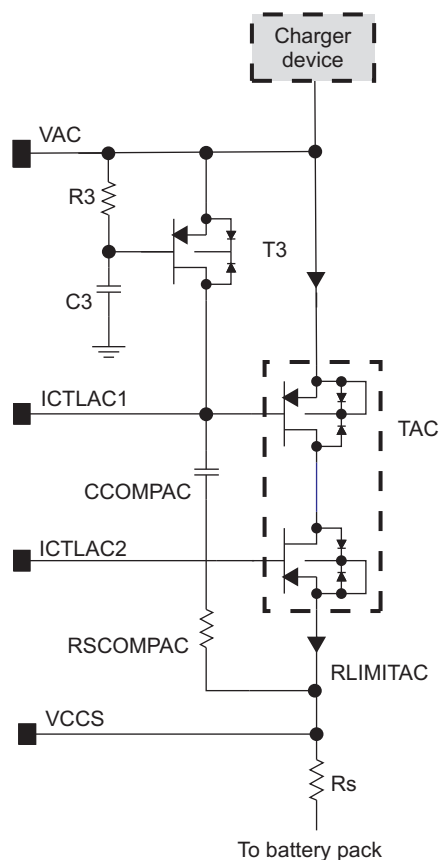 Charger
device
VAC
R3
T3
C3
ICTLAC1
TAC
CCOMPAC
ICTLAC2
RSCOMPAC
RLIMITAC
VCCS
Rs
To battery pack